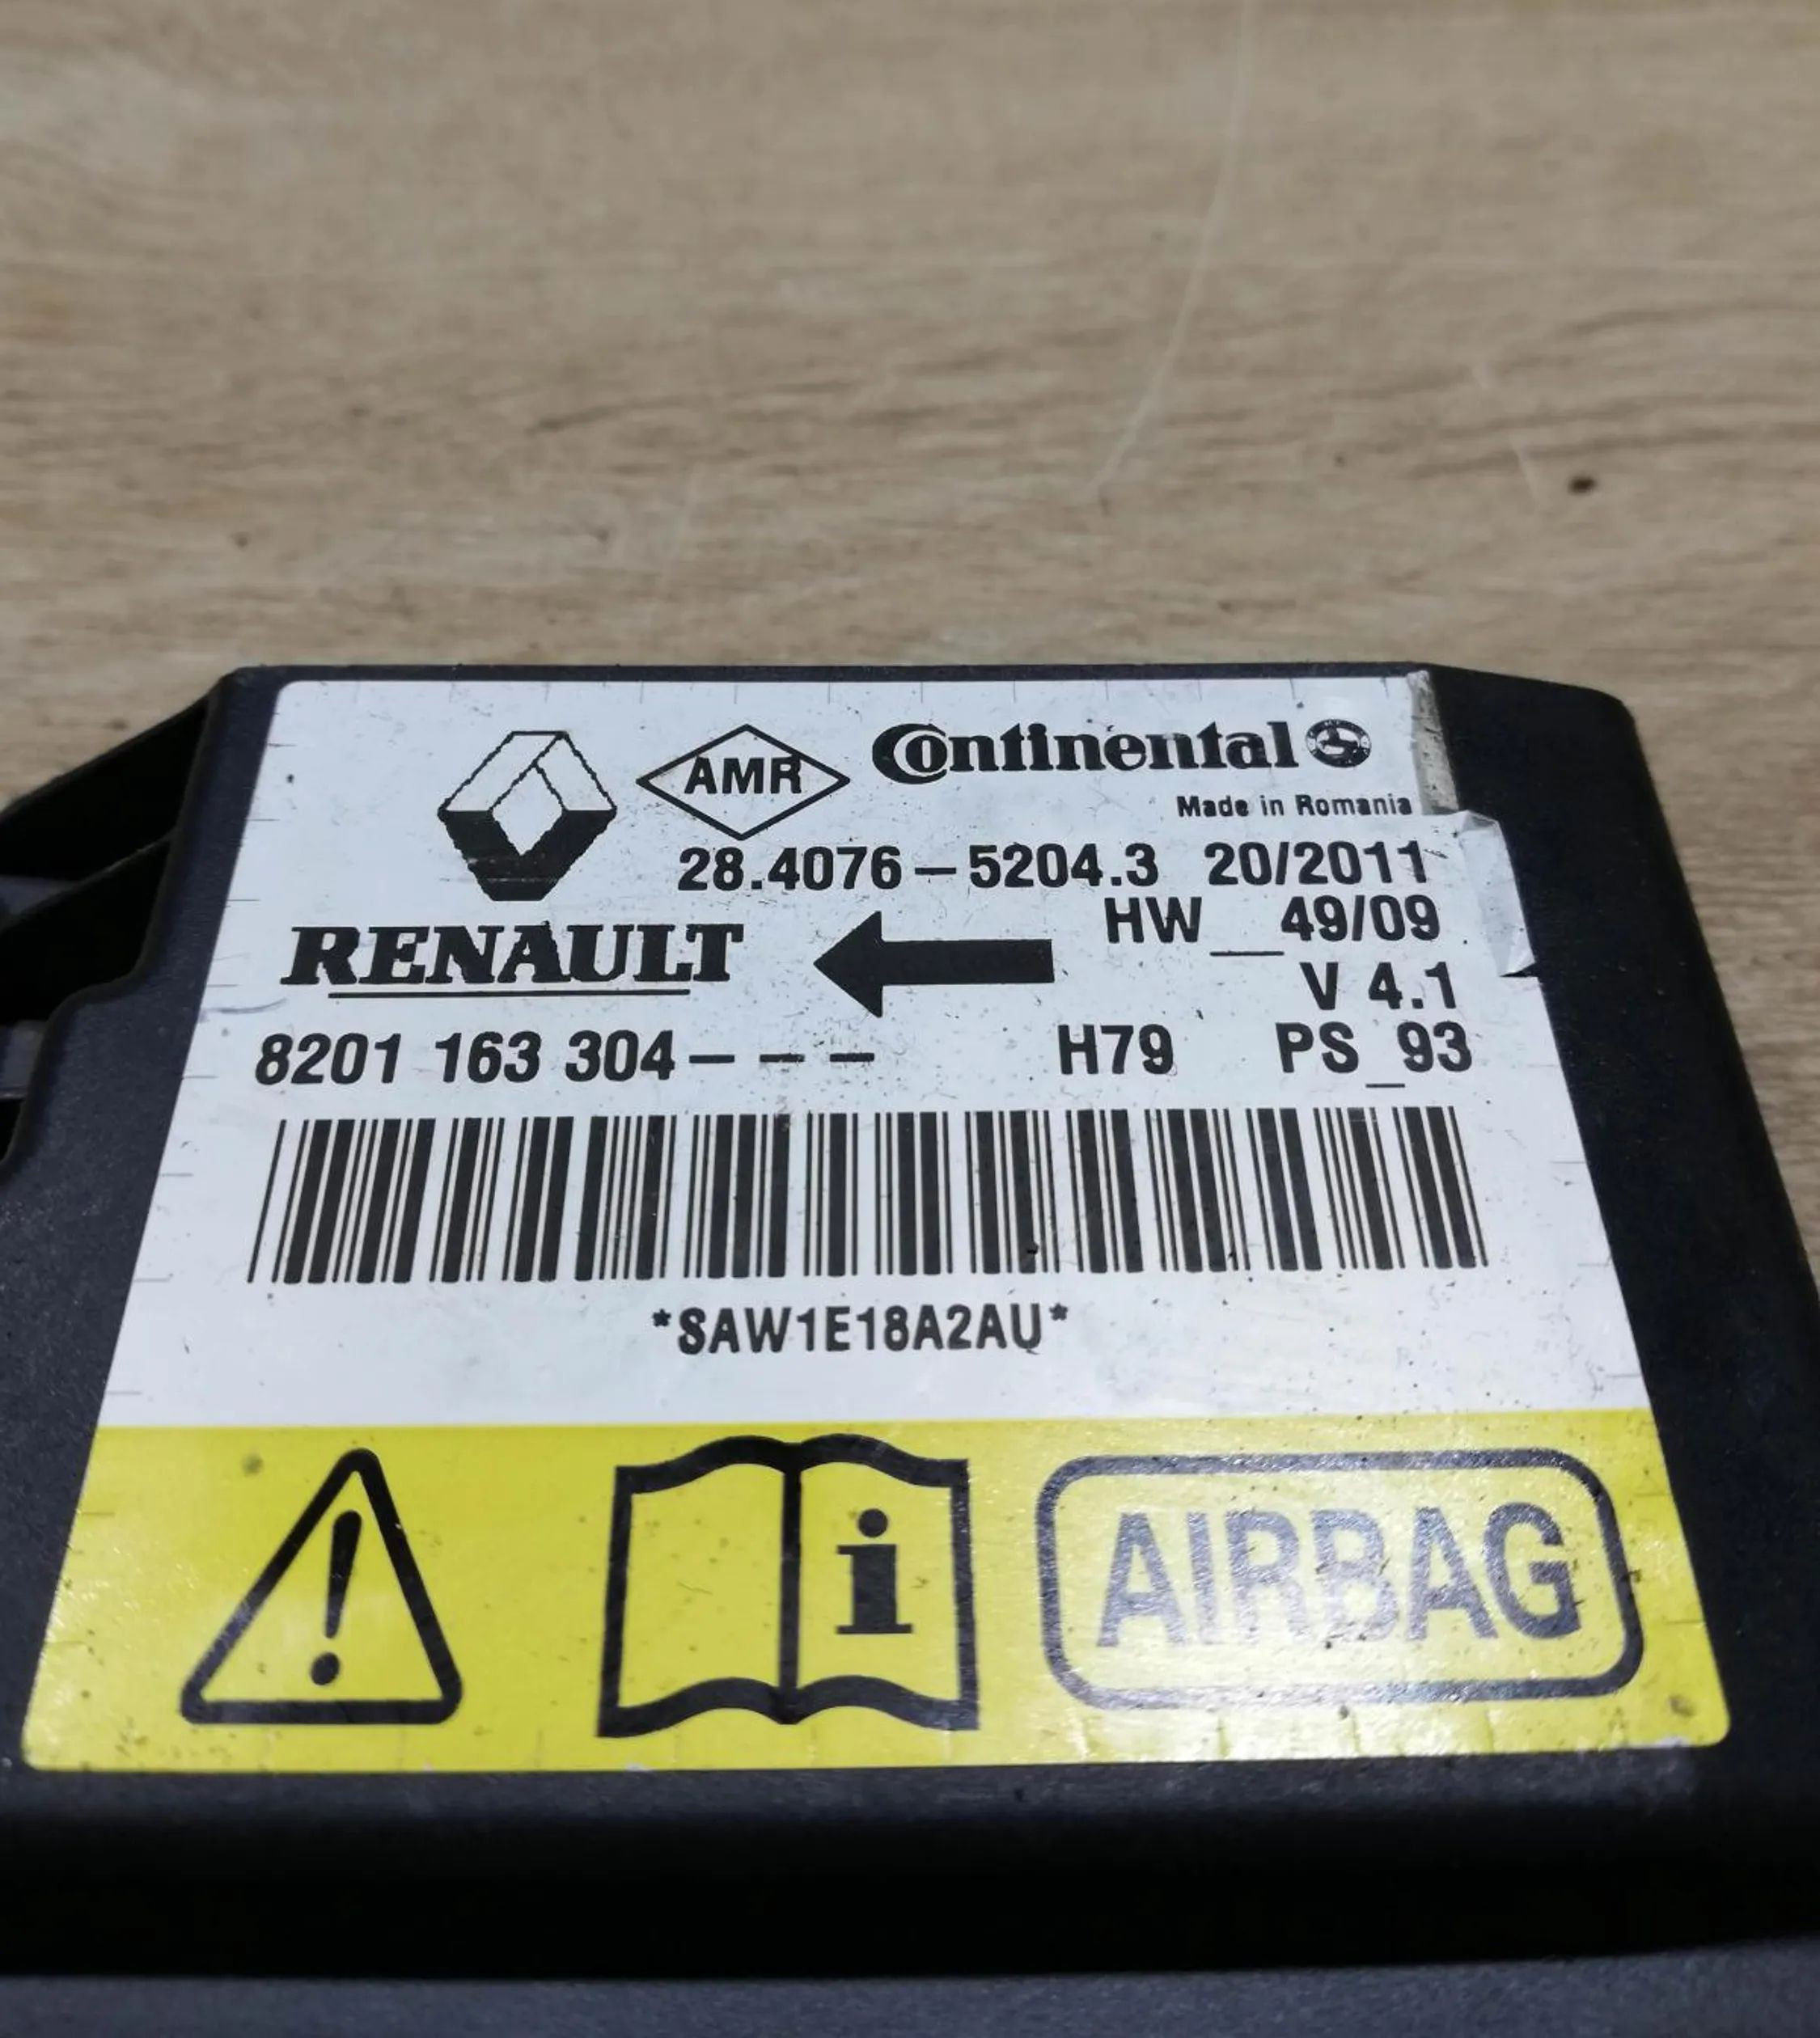 AMR Continental
Made in Romania
28.4076-5204.3 20/2011
HW__49/09
RENAULT
V 4.1
8201 163 304--- H79 PS_93
*SAW1E18A2AU*
i AIRBAG